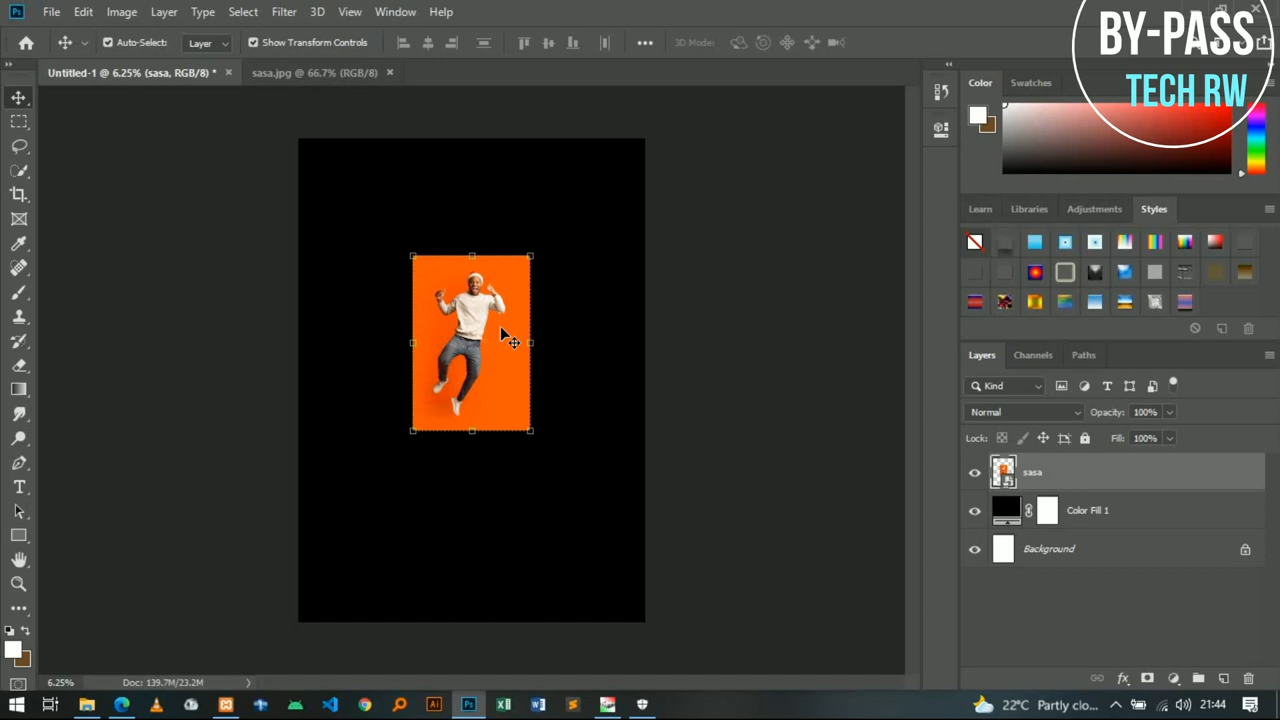 Ps File Edit Image Layer Type Select Filter 3D View Window Help
BY-PASS
TECH RW
Auto-Select: Layer Show Transform Controls 3D Mode:
Untitled-1 @ 6.25% (sasa, RGB/8) * × sasa.jpg @ 66.7% (RGB/8) ×
Color Swatches
Learn Libraries Adjustments Styles
Layers Channels Paths
Kind
Normal Opacity: 100%
Lock: Fill: 100%
sasa
Color Fill 1
Background
6.25% Doc: 139.7M/23.2M
22°C Partly clo... 21:44